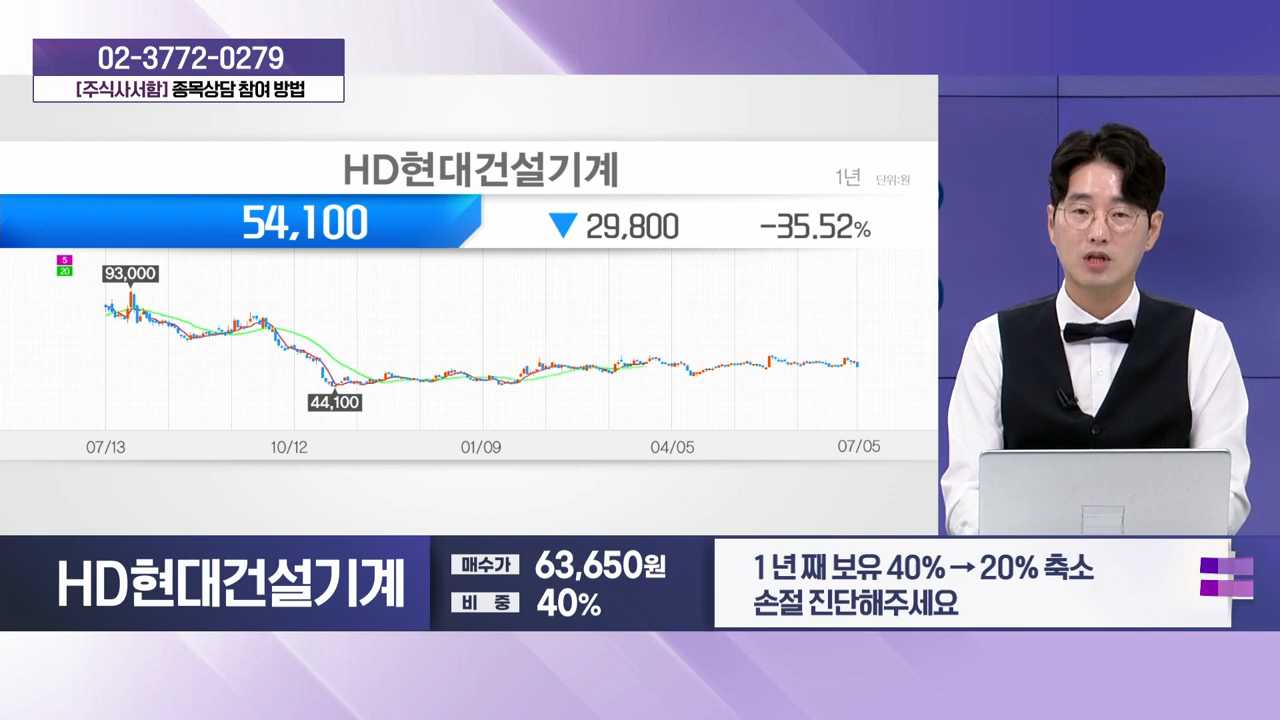 02-3772-0279
[주식사서함] 종목상담 참여 방법
HD현대건설기계
1년 단위:원
54,100 ▼ 29,800 -35.52%
5
20
93,000
44,100
07/13 10/12 01/09 04/05 07/05
HD현대건설기계
매수가 63,650원
비 중 40%
1년 째 보유 40% → 20% 축소
손절 진단해주세요